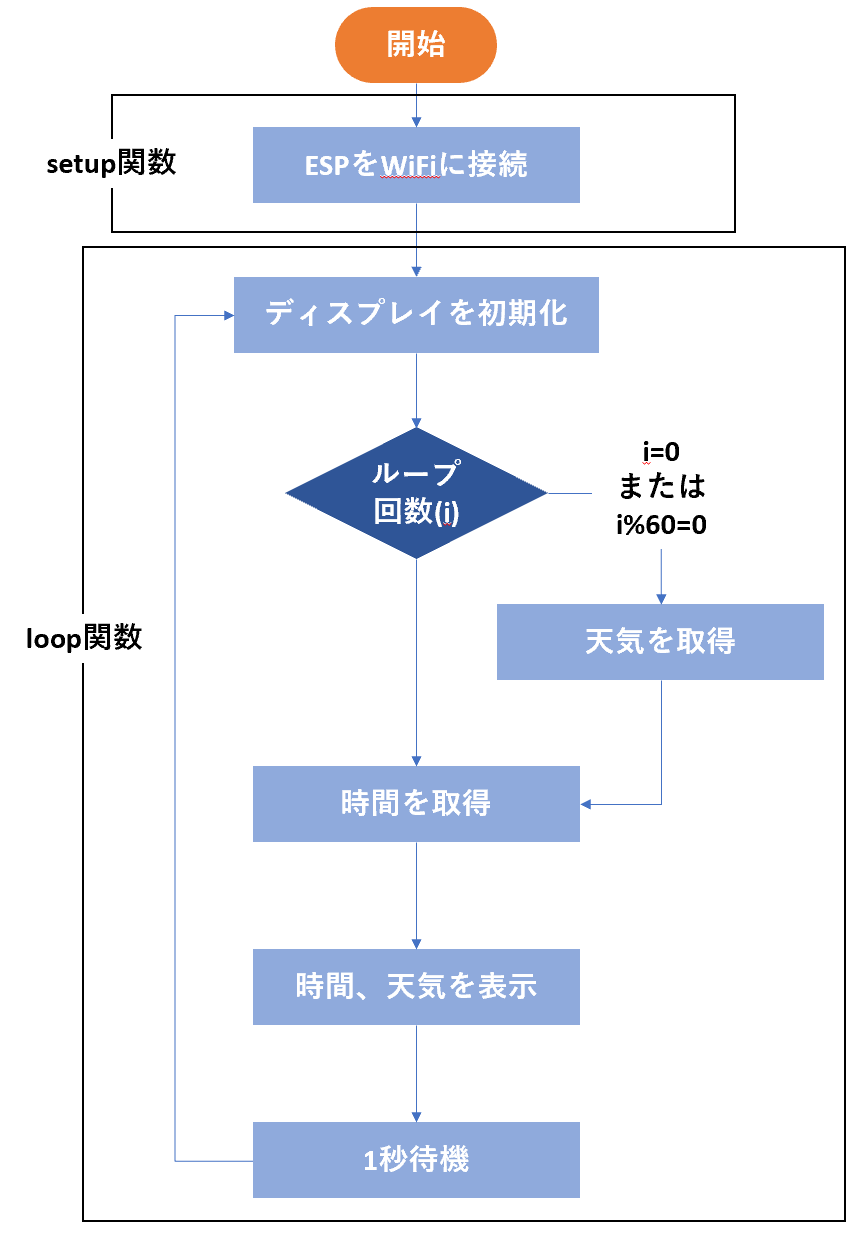 開始
setup関数
ESPをWiFiに接続
ディスプレイを初期化
ループ
回数(i)
i=0
または
i%60=0
loop関数
天気を取得
時間を取得
時間、天気を表示
1秒待機